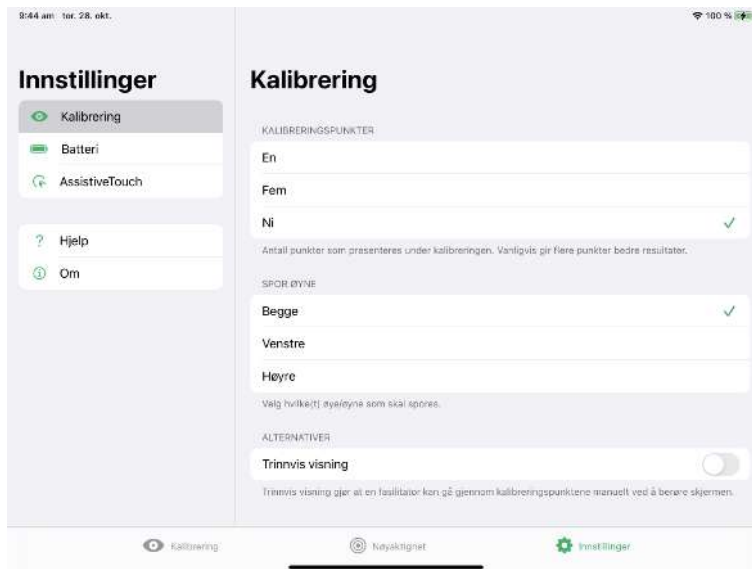 9:44 am tor. 28. okt.
100 %
Innstillinger
Kalibrering
Batteri
AssistiveTouch
Hjelp
Om
Kalibrering
KALIBRERINGSPUNKTER
En
Fem
Ni
Antall punkter som presenteres under kalibreringen. Vanligvis gir flere punkter bedre resultater.
SPOR ØYNE
Begge
Venstre
Høyre
Velg hvilke(t) øye/øyne som skal spores.
ALTERNATIVER
Trinnvis visning
Trinnvis visning gjør at en fasilitator kan gå gjennom kalibreringspunktene manuelt ved å berøre skjermen.
Kalibrering
Nøyaktighet
Innstillinger